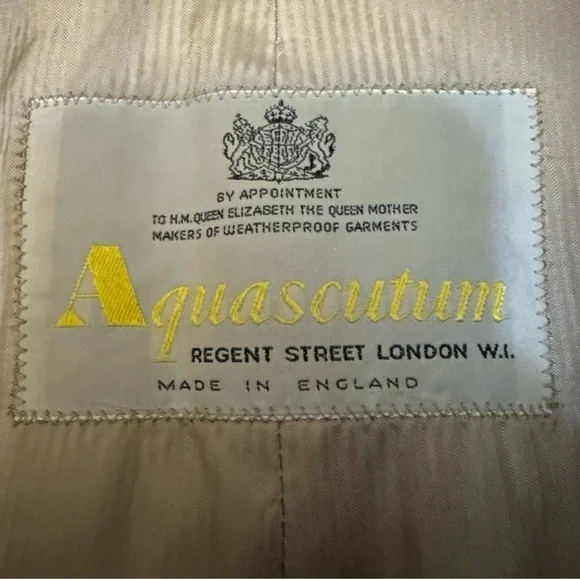 BY APPOINTMENT
TO H.M. QUEEN ELIZABETH THE QUEEN MOTHER
MAKERS OF WEATHERPROOF GARMENTS
Aquascutum
REGENT STREET LONDON W.1.
MADE IN ENGLAND